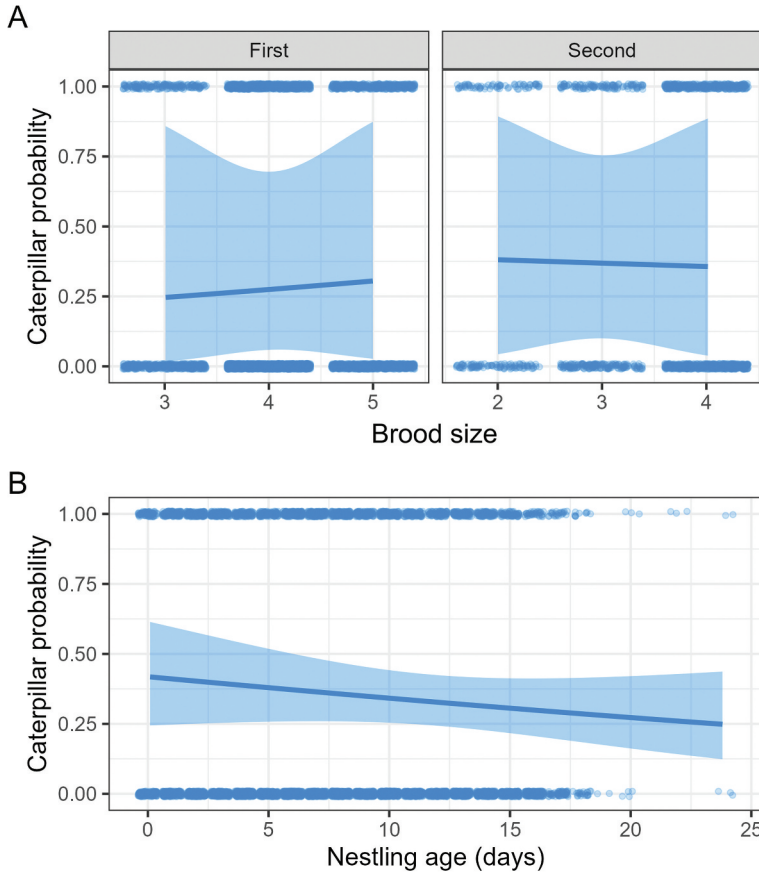 A
First Second
Caterpillar probability
1.00
0.75
0.50
0.25
0.00
3 4 5 2 3 4
Brood size
B
Caterpillar probability
1.00
0.75
0.50
0.25
0.00
0 5 10 15 20 25
Nestling age (days)